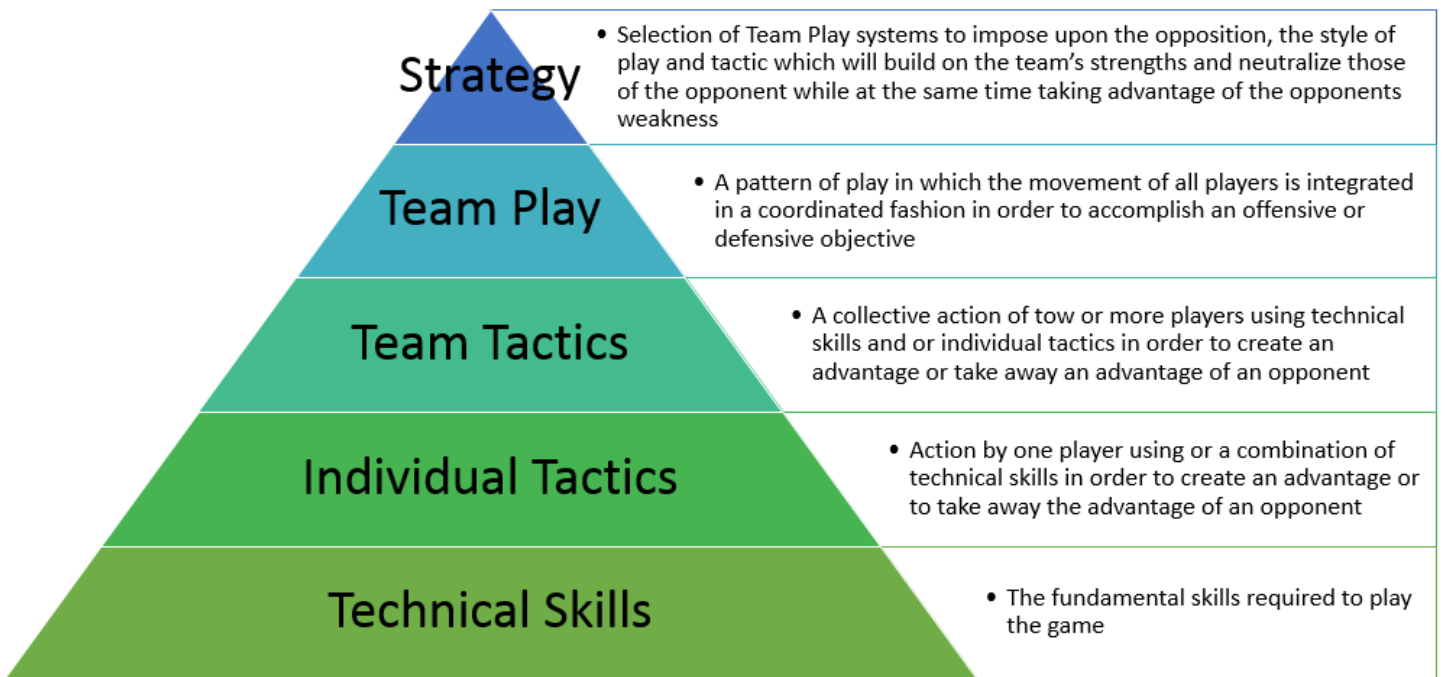 Strategy
• Selection of Team Play systems to impose upon the opposition, the style of
play and tactic which will build on the team’s strengths and neutralize those
of the opponent while at the same time taking advantage of the opponents
weakness
Team Play
• A pattern of play in which the movement of all players is integrated
in a coordinated fashion in order to accomplish an offensive or
defensive objective
Team Tactics
• A collective action of tow or more players using technical
skills and or individual tactics in order to create an
advantage or take away an advantage of an opponent
Individual Tactics
• Action by one player using or a combination of
technical skills in order to create an advantage or
to take away the advantage of an opponent
Technical Skills
• The fundamental skills required to play
the game